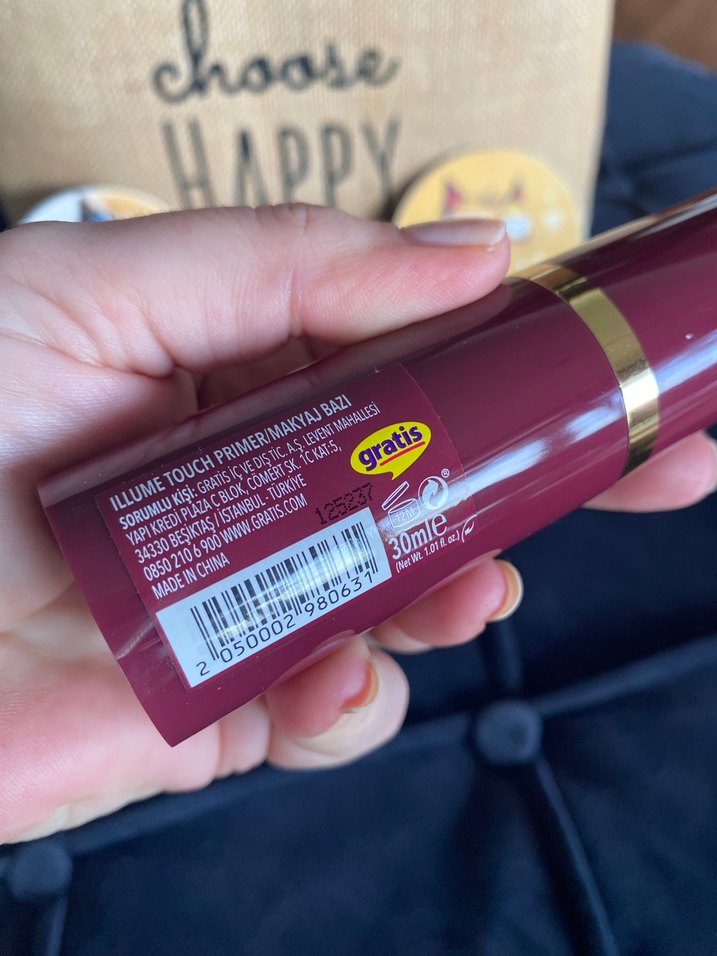 choose
HAPPY
ILLUME TOUCH PRIMER/MAKYAJ BAZI
SORUMLU KİŞİ: GRATIS İÇ VE DIŞ TİC. A.Ş. LEVENT MAHALLESİ
YAPI KREDİ PLAZA C BLOK, CÖMERT SK. 1C KAT:5,
34330 BEŞİKTAŞ / İSTANBUL - TÜRKİYE
0850 210 6 900 WWW.GRATIS.COM
MADE IN CHINA
gratis
125237
12M
30ml e
(Net Wt. 1.01 fl. oz.)
2 050002 980631